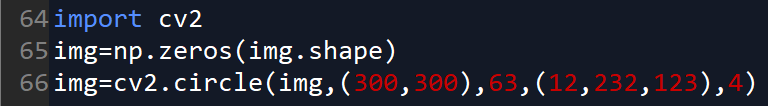 64 import cv2
65 img=np.zeros(img.shape)
66 img=cv2.circle(img,(300,300),63,(12,232,123),4)